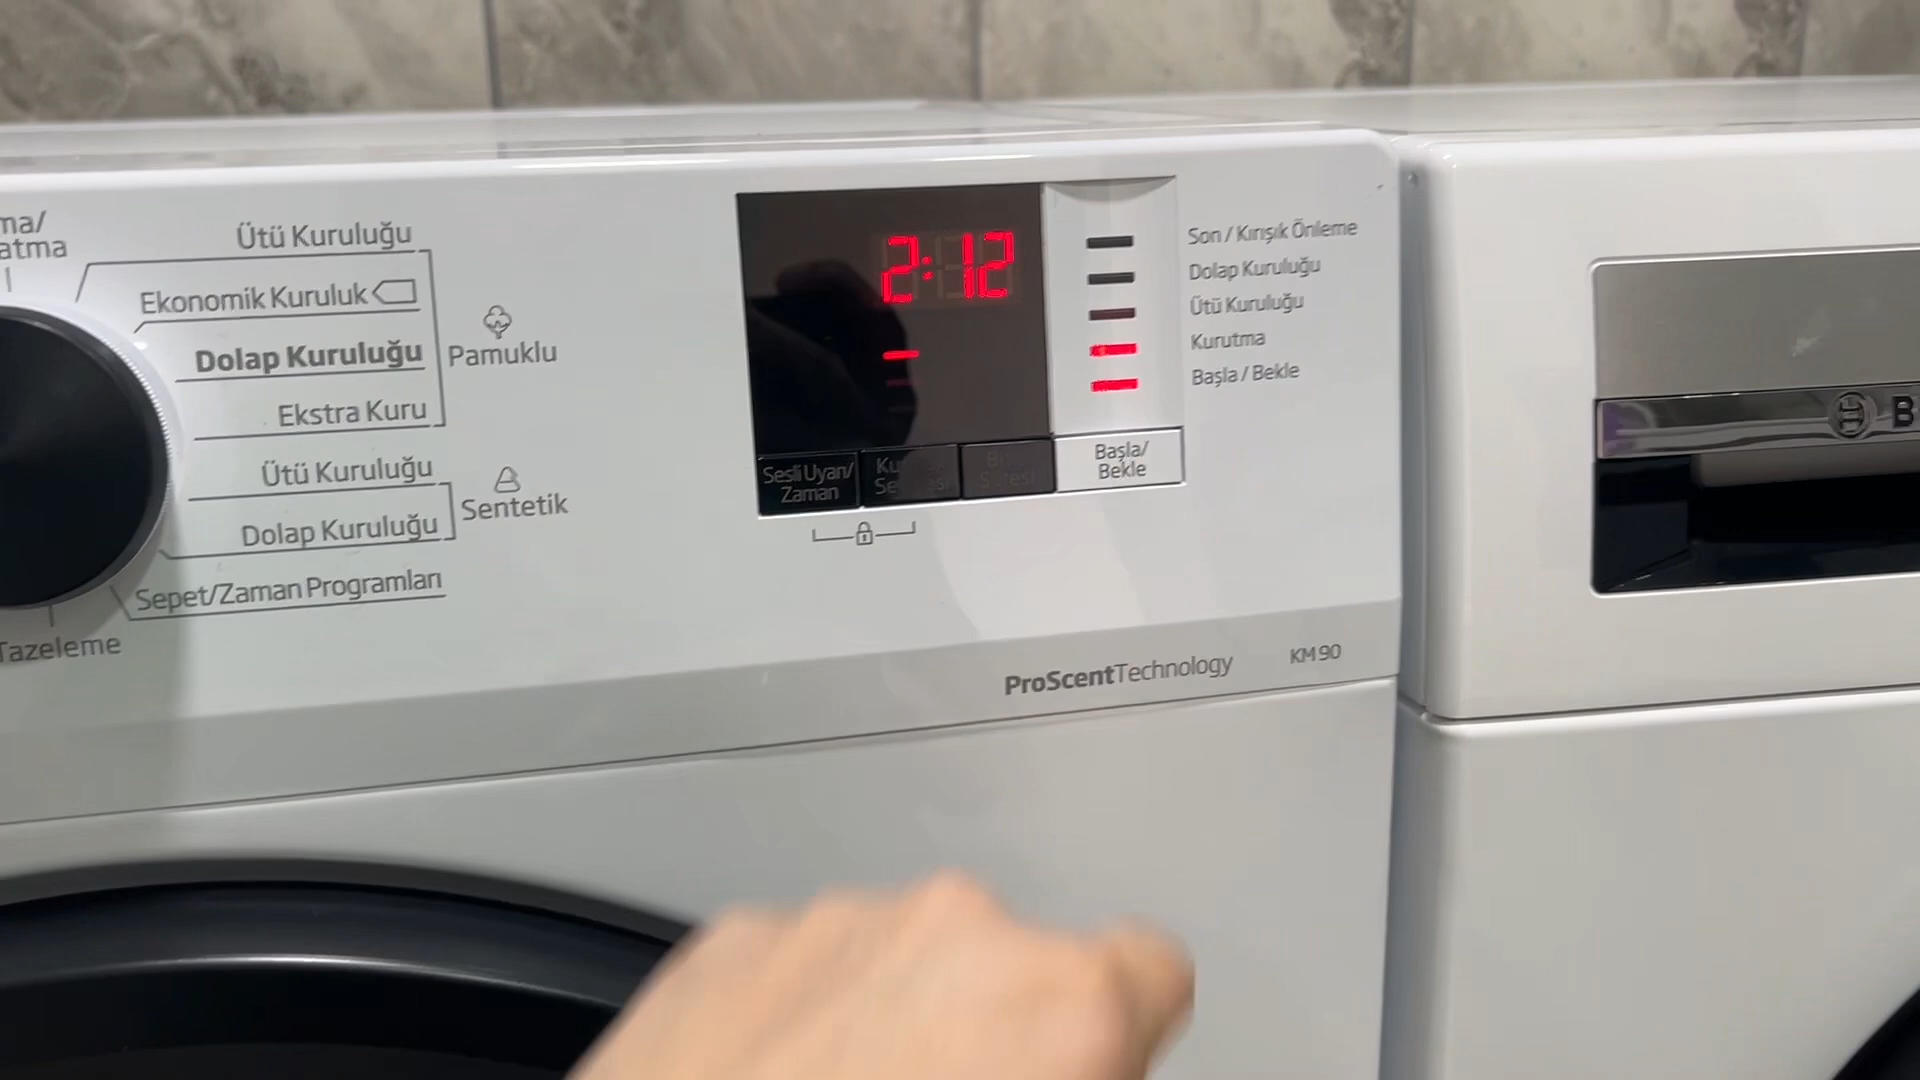 Ütü Kuruluğu
Ekonomik Kuruluk
Dolap Kuruluğu
Ekstra Kuru
Pamuklu
Ütü Kuruluğu
Dolap Kuruluğu
Sentetik
Sepet/Zaman Programları
Tazeleme
2:12
Son / Kırışık Önleme
Dolap Kuruluğu
Ütü Kuruluğu
Kurutma
Başla / Bekle
Sesli Uyarı/
Zaman
Başla/
Bekle
ProScentTechnology
KM 90